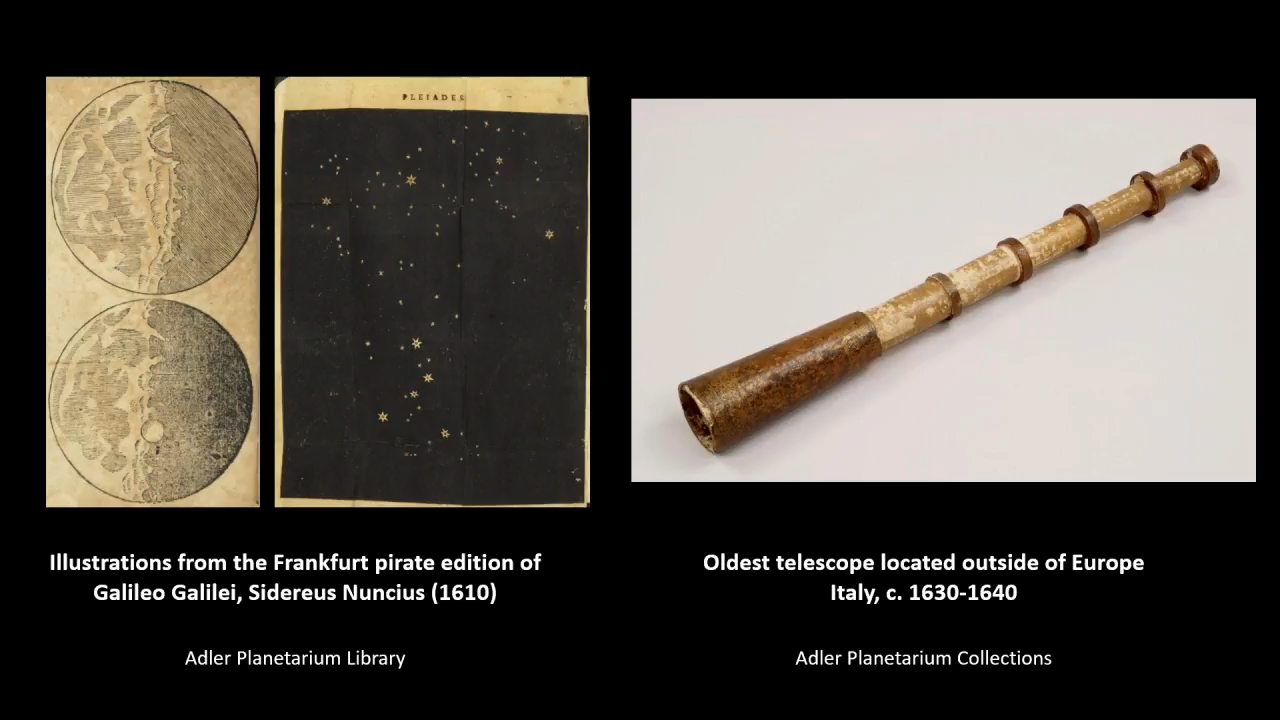 PLEIADES
Illustrations from the Frankfurt pirate edition of
Galileo Galilei, Sidereus Nuncius (1610)
Adler Planetarium Library
Oldest telescope located outside of Europe
Italy, c. 1630-1640
Adler Planetarium Collections